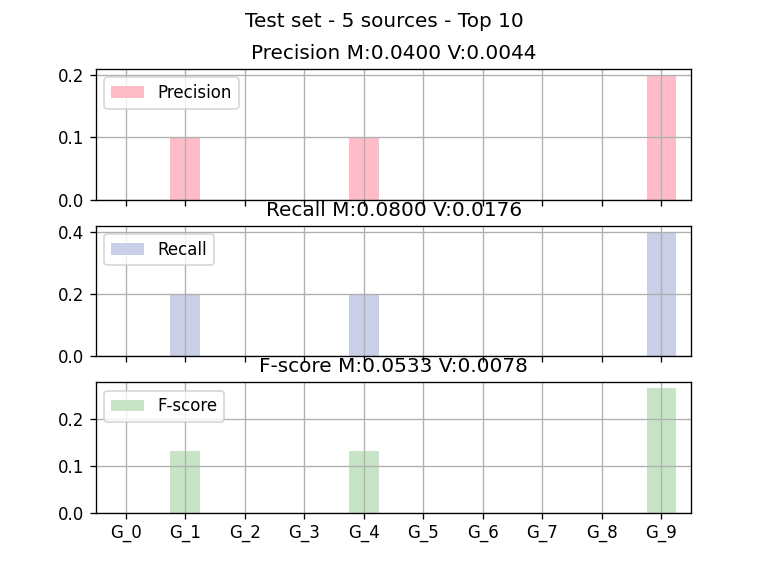 Test set - 5 sources - Top 10
Precision M:0.0400 V:0.0044
0.2
0.1
0.0
Precision
Recall M:0.0800 V:0.0176
0.4
0.2
0.0
Recall
F-score M:0.0533 V:0.0078
0.2
0.1
0.0
F-score
G_0 G_1 G_2 G_3 G_4 G_5 G_6 G_7 G_8 G_9